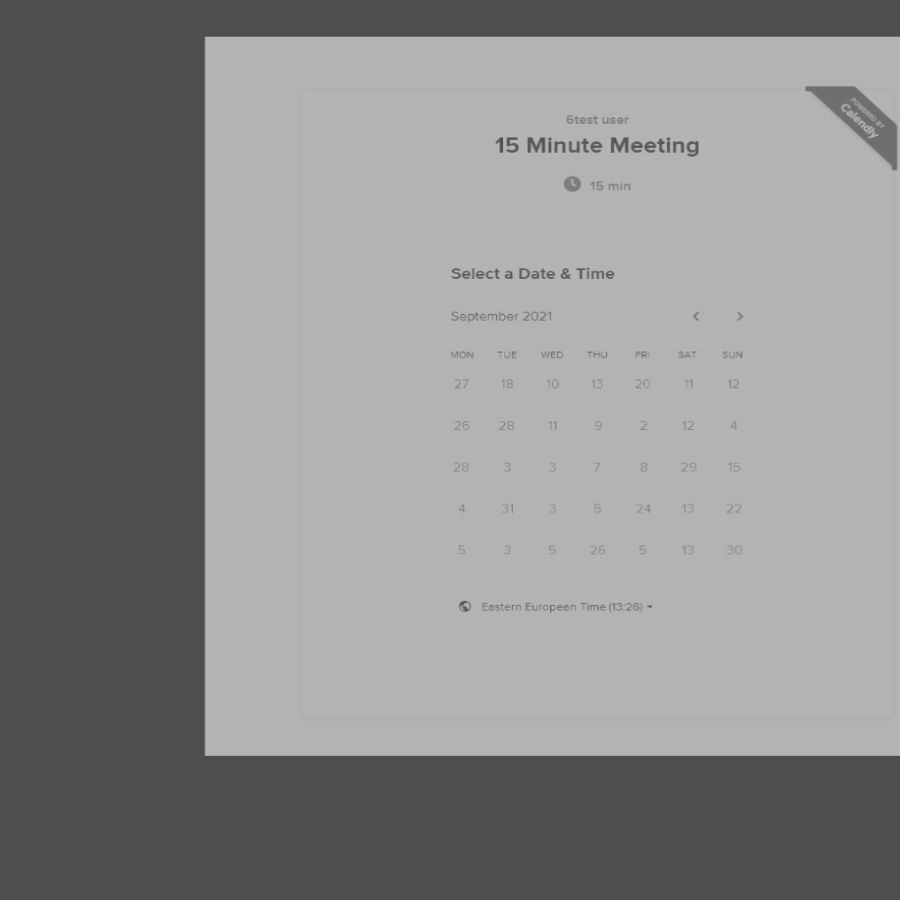 POWERED BY
Calendly
6test user
15 Minute Meeting
15 min
Select a Date & Time
September 2021
MON TUE WED THU FRI SAT SUN
27 18 10 13 20 11 12
26 28 11 9 2 12 4
28 3 3 7 8 29 15
4 31 3 5 24 13 22
5 3 5 26 5 13 30
Eastern European Time (13:26)